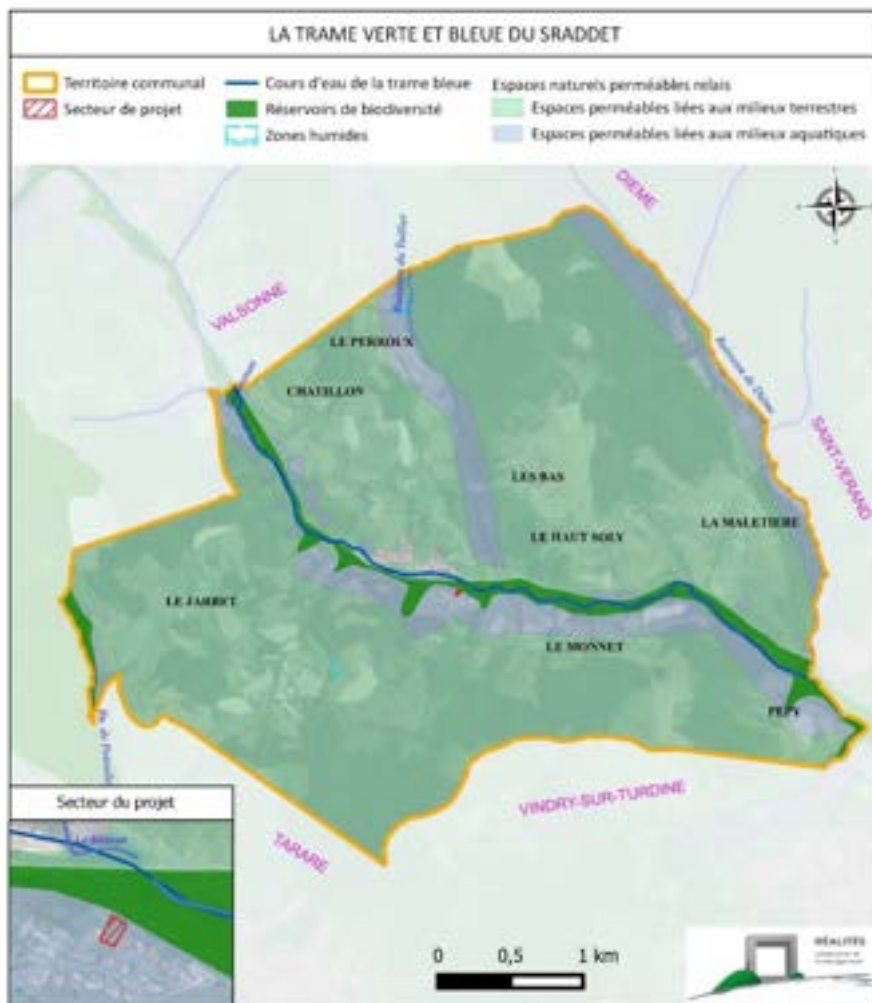 LA TRAME VERTE ET BLEUE DU SRADDET
Territoire communal
Secteur de projet
Cours d'eau de la trame bleue
Réservoirs de biodiversité
Zones humides
Espaces naturels perméables relais
Espaces perméables liées aux milieux terrestres
Espaces perméables liées aux milieux aquatiques
DIEME
VALSONNE
LE PERROUX
CHATILLON
SAINT-VERAND
LES BAS
LA MALETIERE
LE HAUT SOLY
LE JARRET
LE MONNET
PEPY
VINDRY-SUR-TURDINE
TARARE
Secteur du projet
0 0,5 1 km
RÉALITÉS